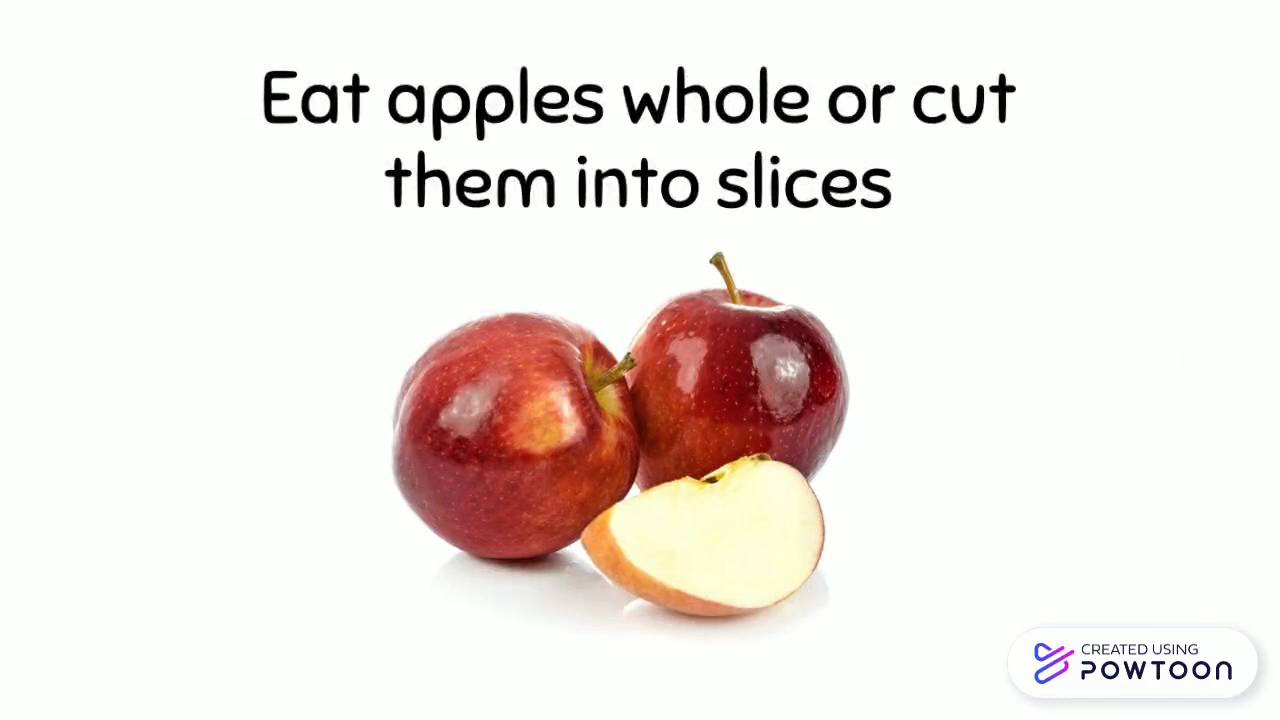 Eat apples whole or cut
them into slices
CREATED USING
POWTOON